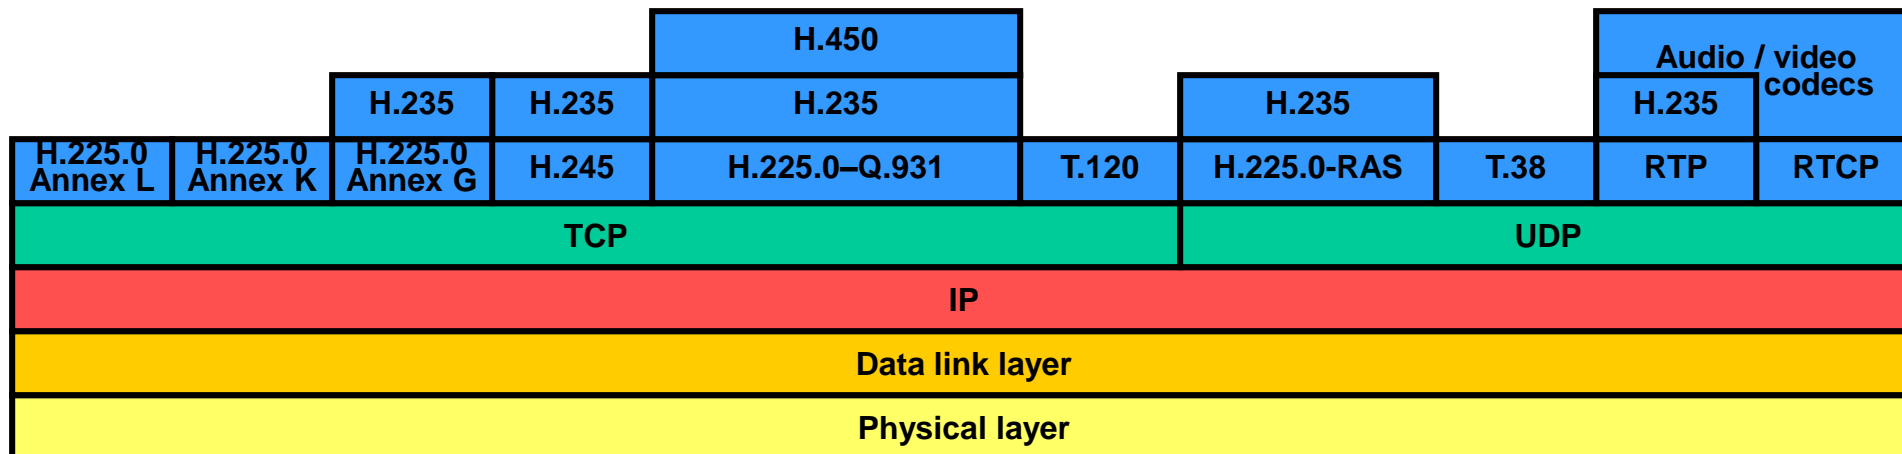 H.450
Audio / video
codecs
H.235
H.235
H.235
H.235
H.235
H.225.0
Annex L
H.225.0
Annex K
H.225.0
Annex G
H.245
H.225.0–Q.931
T.120
H.225.0-RAS
T.38
RTP
RTCP
TCP
UDP
IP
Data link layer
Physical layer